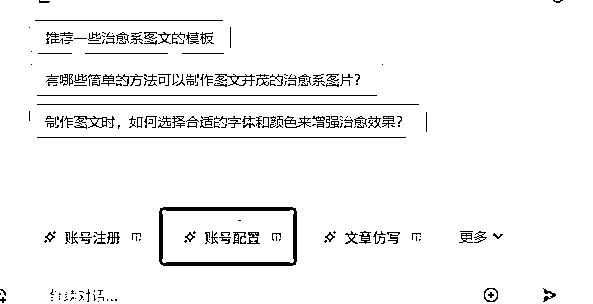 推荐一些治愈系图文的模板
有哪些简单的方法可以制作图文并茂的治愈系图片?
制作图文时，如何选择合适的字体和颜色来增强治愈效果?
账号注册 账号配置 文章仿写 更多
继续对话...